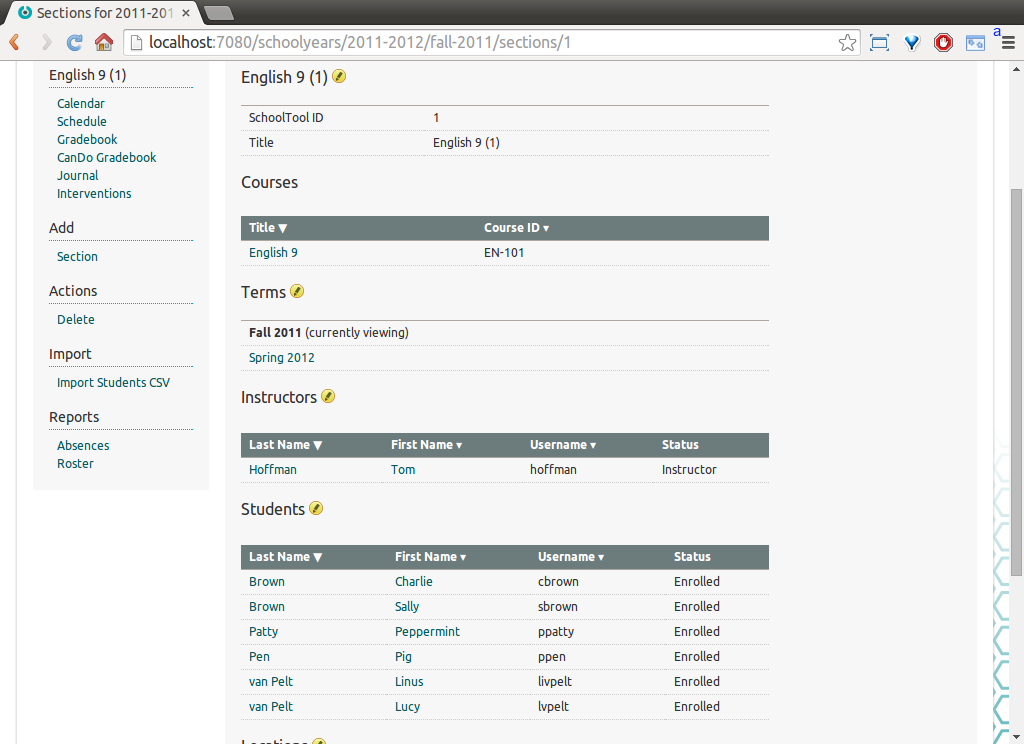 Sections for 2011-201
localhost:7080/schoolyears/2011-2012/fall-2011/sections/1
a
English 9 (1)
Calendar
Schedule
Gradebook
CanDo Gradebook
Journal
Interventions
Add
Section
Actions
Delete
Import
Import Students CSV
Reports
Absences
Roster
English 9 (1)
SchoolTool ID 1
Title English 9 (1)
Courses
Title ▼ Course ID ▾
English 9 EN-101
Terms
Fall 2011 (currently viewing)
Spring 2012
Instructors
Last Name ▼ First Name ▾ Username ▾ Status
Hoffman Tom hoffman Instructor
Students
Last Name ▼ First Name ▾ Username ▾ Status
Brown Charlie cbrown Enrolled
Brown Sally sbrown Enrolled
Patty Peppermint ppatty Enrolled
Pen Pig ppen Enrolled
van Pelt Linus livpelt Enrolled
van Pelt Lucy lvpelt Enrolled
Locations